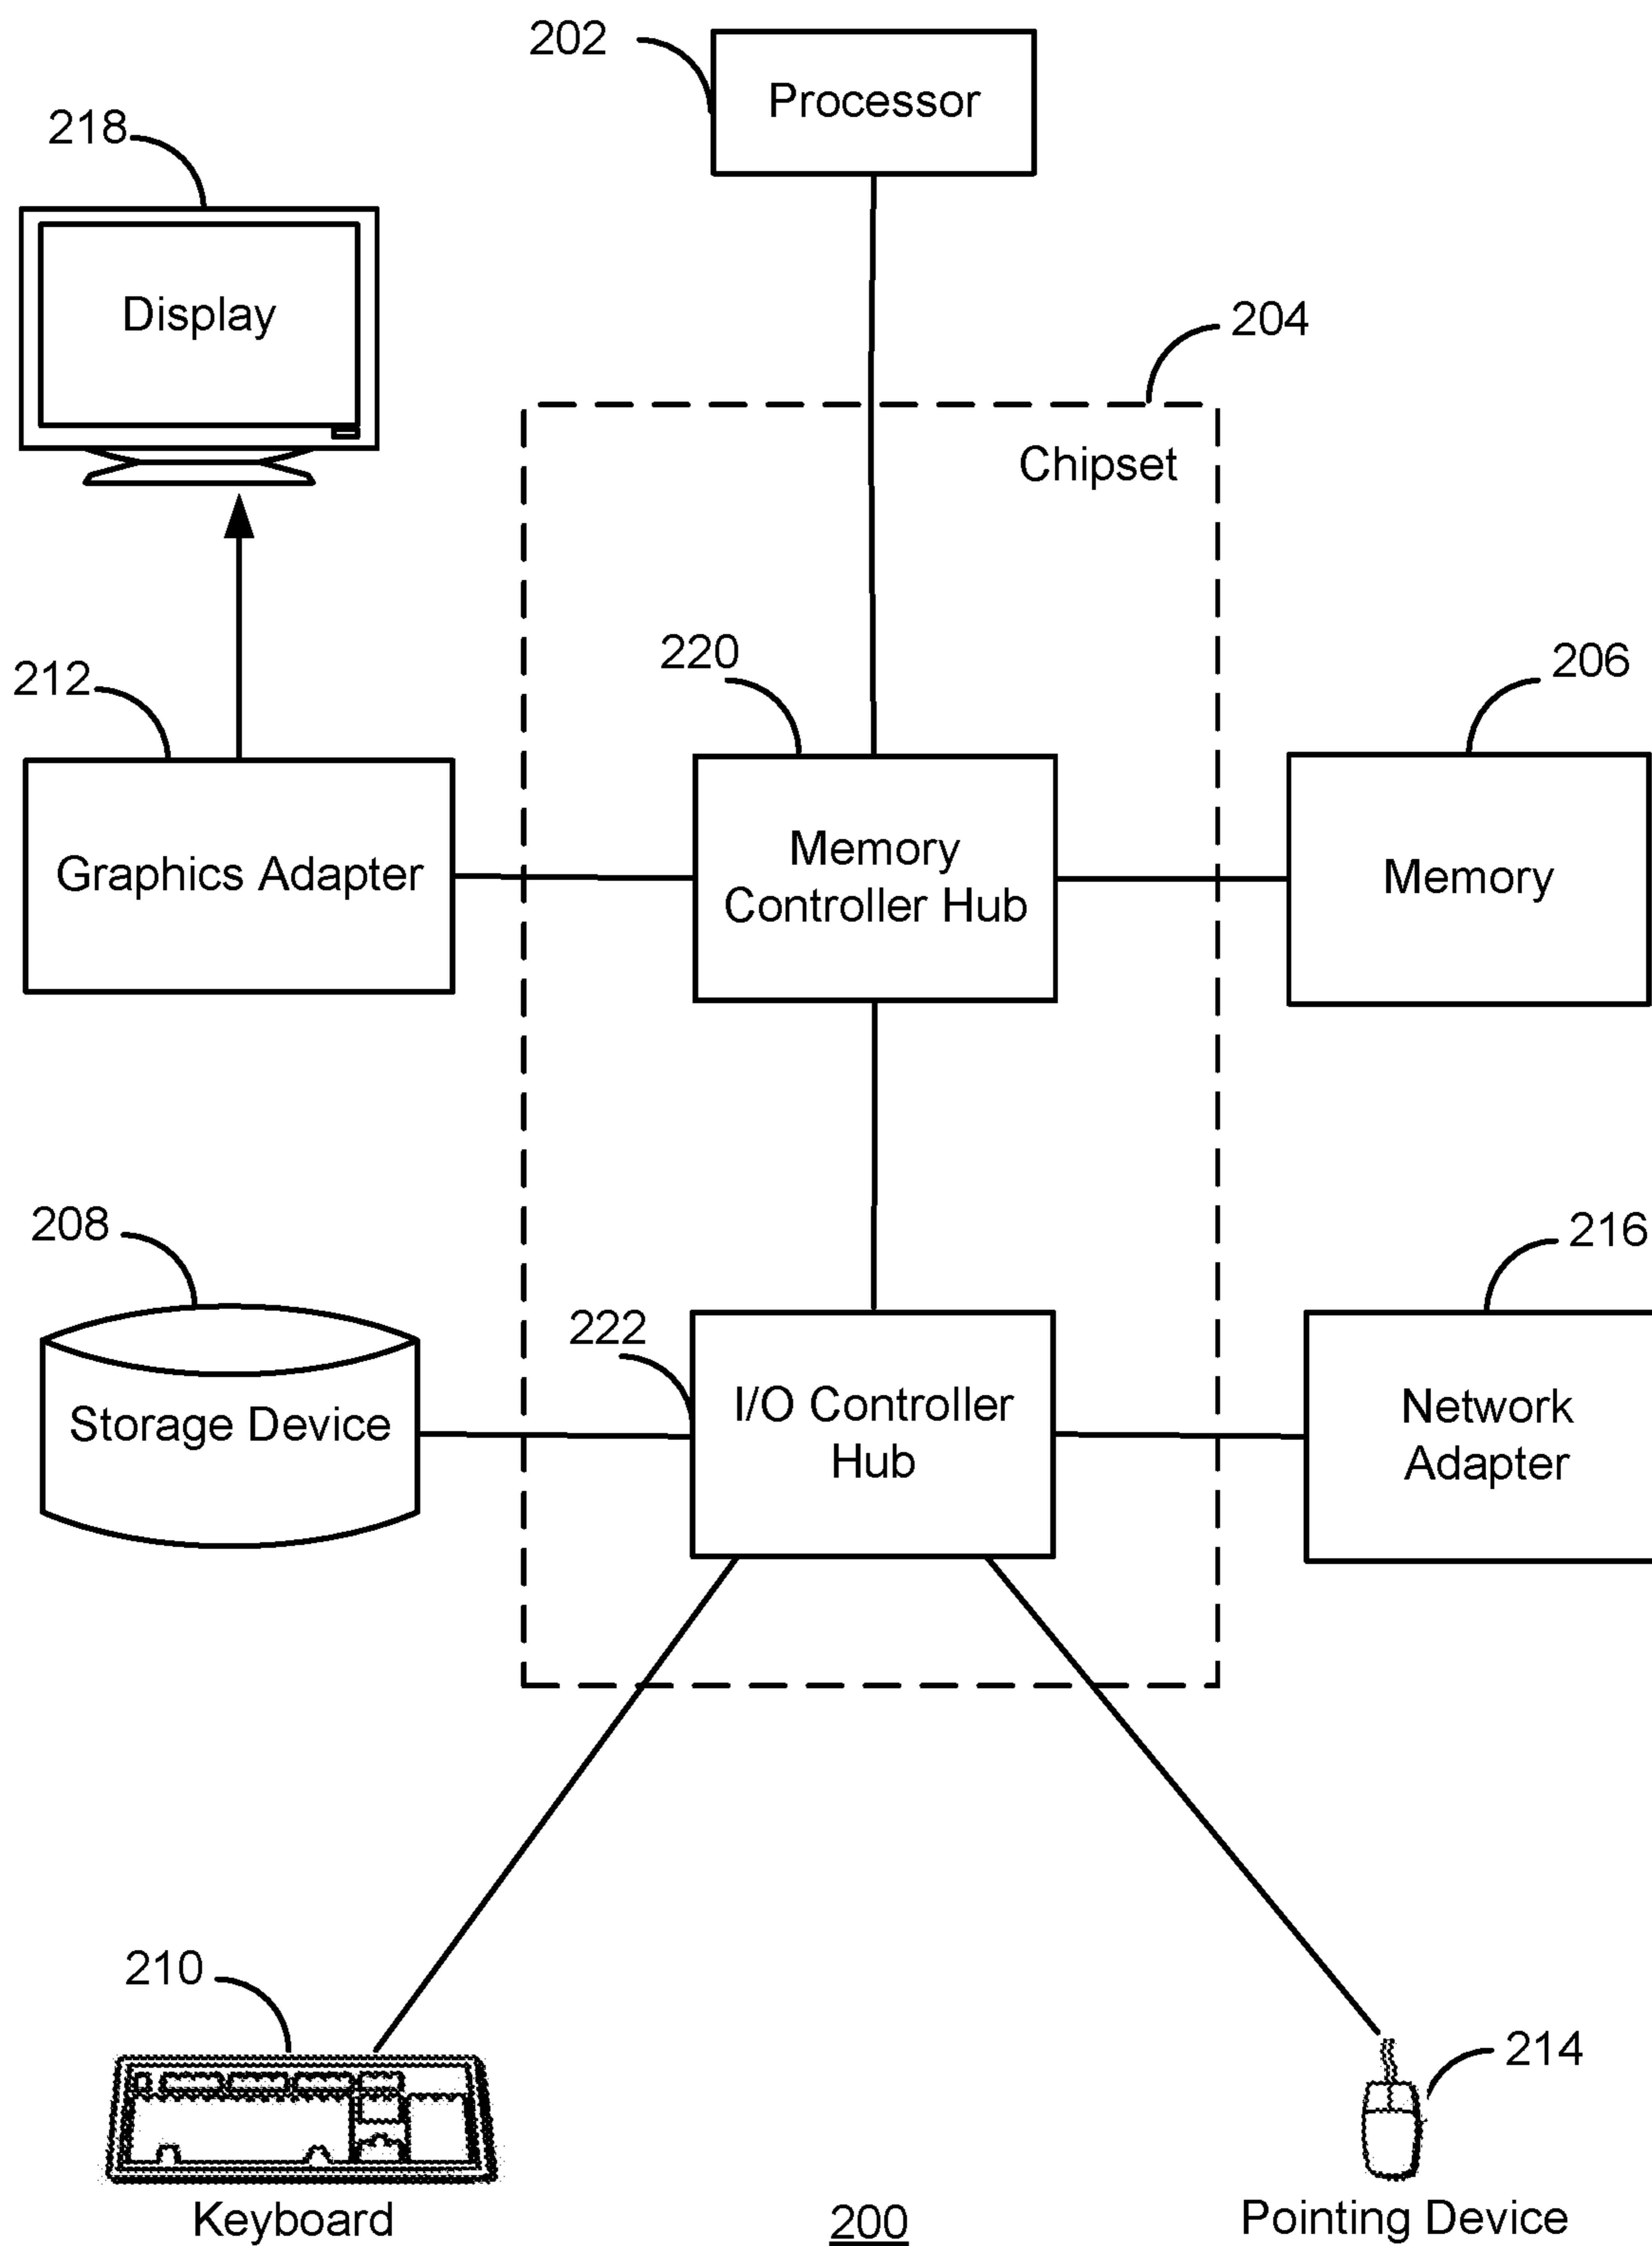 202
Processor
218
Display
204
Chipset
212
220
206
Graphics Adapter
Memory
Controller Hub
Memory
208
222
216
Storage Device
I/O Controller
Hub
Network
Adapter
210
214
Keyboard
200
Pointing Device